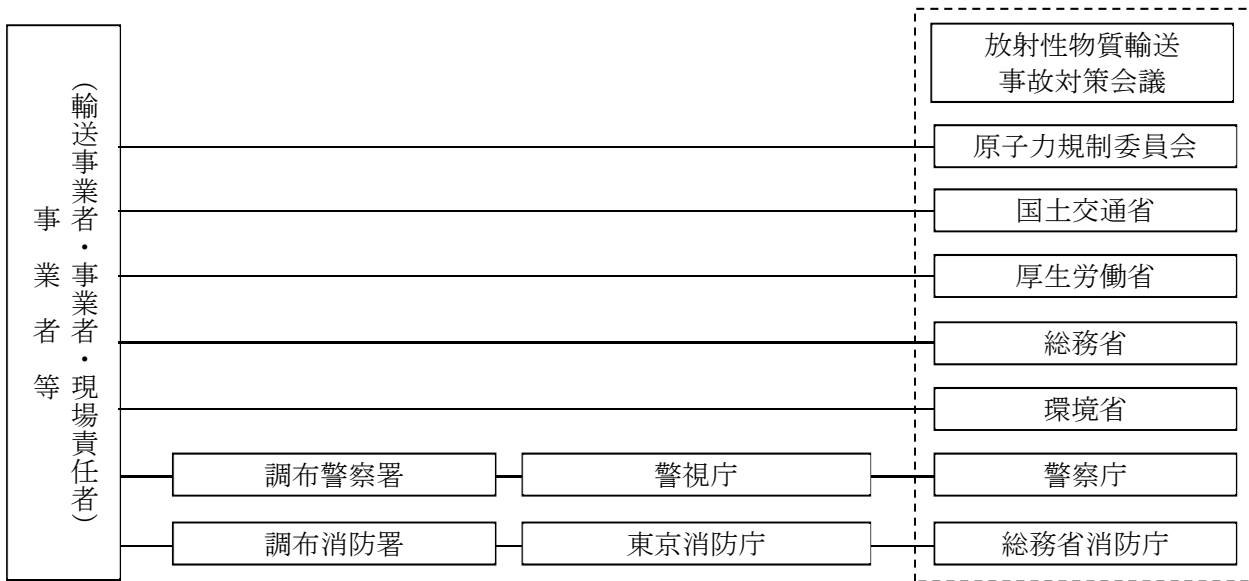 (輸送事業者・事業者・現場責任者)
事業者等
放射性物質輸送
事故対策会議
原子力規制委員会
国土交通省
厚生労働省
総務省
環境省
調布警察署
警視庁
警察庁
調布消防署
東京消防庁
総務省消防庁